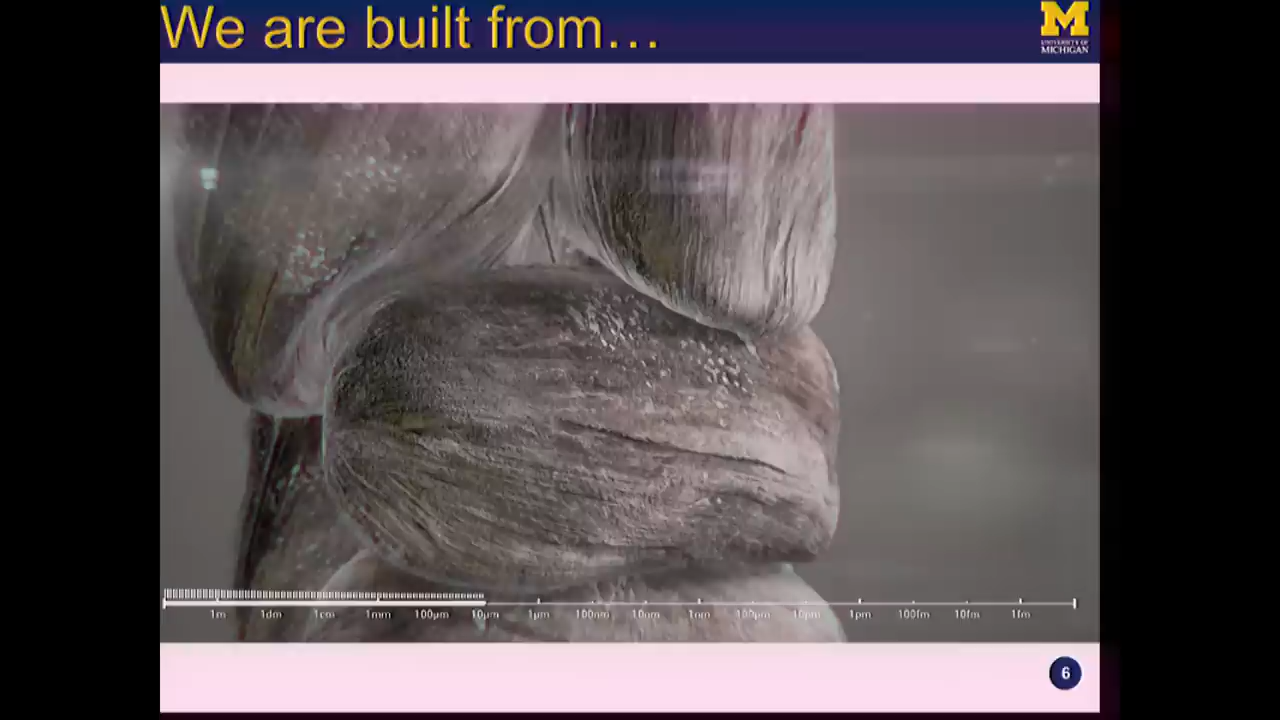 We are built from...
M
UNIVERSITY OF
MICHIGAN
1m 1dm 1cm 1mm 100µm 10µm 1µm 100nm 10nm 1nm 100pm 10pm 1pm 100fm 10fm 1fm
6